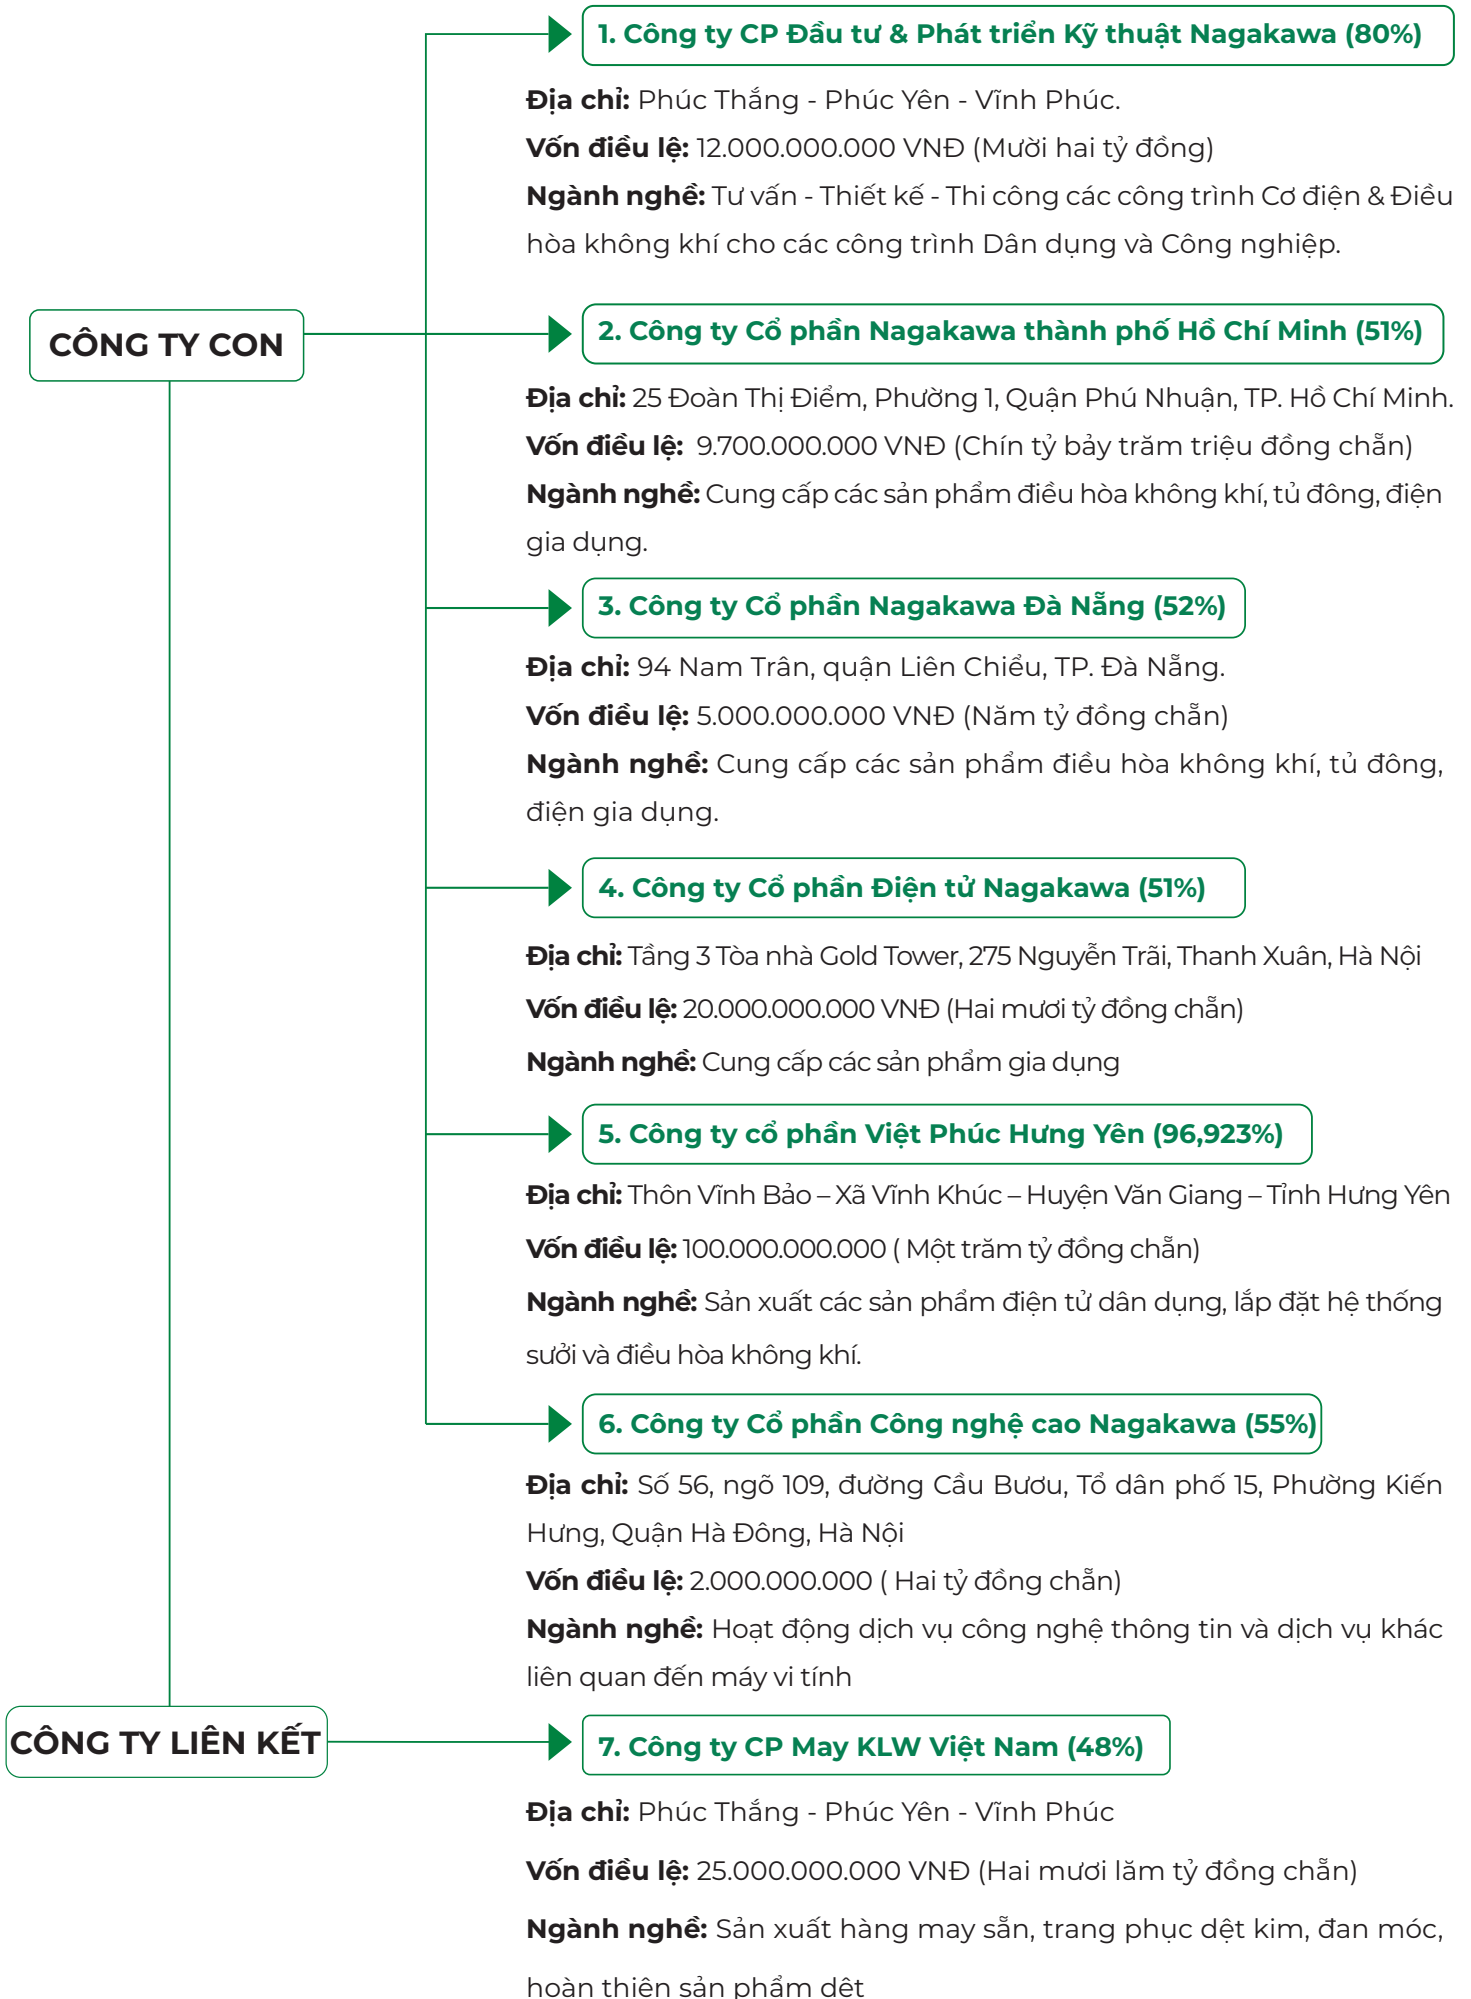 1. Công ty CP Đầu tư & Phát triển Kỹ thuật Nagakawa (80%)
Địa chỉ: Phúc Thắng - Phúc Yên - Vĩnh Phúc.
Vốn điều lệ: 12.000.000.000 VNĐ (Mười hai tỷ đồng)
Ngành nghề: Tư vấn - Thiết kế - Thi công các công trình Cơ điện & Điều
hòa không khí cho các công trình Dân dụng và Công nghiệp.
CÔNG TY CON
2. Công ty Cổ phần Nagakawa thành phố Hồ Chí Minh (51%)
Địa chỉ: 25 Đoàn Thị Điểm, Phường 1, Quận Phú Nhuận, TP. Hồ Chí Minh.
Vốn điều lệ: 9.700.000.000 VNĐ (Chín tỷ bảy trăm triệu đồng chẵn)
Ngành nghề: Cung cấp các sản phẩm điều hòa không khí, tủ đông, điện
gia dụng.
3. Công ty Cổ phần Nagakawa Đà Nẵng (52%)
Địa chỉ: 94 Nam Trân, quận Liên Chiểu, TP. Đà Nẵng.
Vốn điều lệ: 5.000.000.000 VNĐ (Năm tỷ đồng chẵn)
Ngành nghề: Cung cấp các sản phẩm điều hòa không khí, tủ đông,
điện gia dụng.
4. Công ty Cổ phần Điện tử Nagakawa (51%)
Địa chỉ: Tầng 3 Tòa nhà Gold Tower, 275 Nguyễn Trãi, Thanh Xuân, Hà Nội
Vốn điều lệ: 20.000.000.000 VNĐ (Hai mươi tỷ đồng chẵn)
Ngành nghề: Cung cấp các sản phẩm gia dụng
5. Công ty cổ phần Việt Phúc Hưng Yên (96,923%)
Địa chỉ: Thôn Vĩnh Bảo – Xã Vĩnh Khúc – Huyện Văn Giang – Tỉnh Hưng Yên
Vốn điều lệ: 100.000.000.000 ( Một trăm tỷ đồng chẵn)
Ngành nghề: Sản xuất các sản phẩm điện tử dân dụng, lắp đặt hệ thống
sưởi và điều hòa không khí.
6. Công ty Cổ phần Công nghệ cao Nagakawa (55%)
Địa chỉ: Số 56, ngõ 109, đường Cầu Bươu, Tổ dân phố 15, Phường Kiến
Hưng, Quận Hà Đông, Hà Nội
Vốn điều lệ: 2.000.000.000 ( Hai tỷ đồng chẵn)
Ngành nghề: Hoạt động dịch vụ công nghệ thông tin và dịch vụ khác
liên quan đến máy vi tính
CÔNG TY LIÊN KẾT
7. Công ty CP May KLW Việt Nam (48%)
Địa chỉ: Phúc Thắng - Phúc Yên - Vĩnh Phúc
Vốn điều lệ: 25.000.000.000 VNĐ (Hai mươi lăm tỷ đồng chẵn)
Ngành nghề: Sản xuất hàng may sẵn, trang phục dệt kim, đan móc,
hoàn thiện sản phẩm dệt